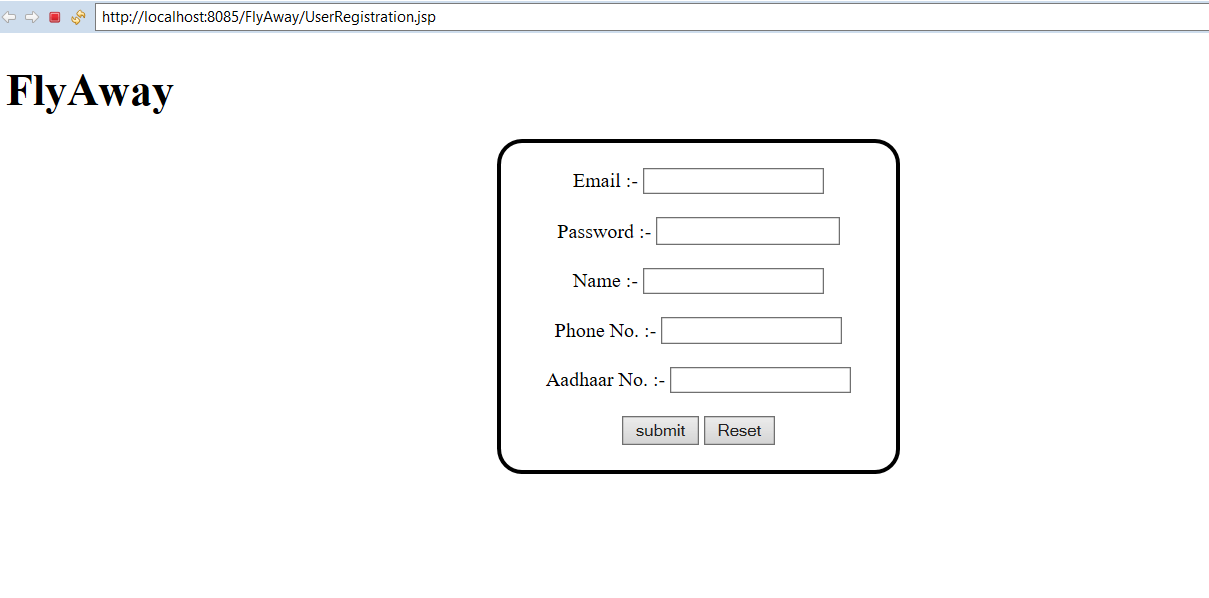 http://localhost:8085/FlyAway/UserRegistration.jsp
FlyAway
Email :-
Password :-
Name :-
Phone No. :-
Aadhaar No. :-
submit Reset